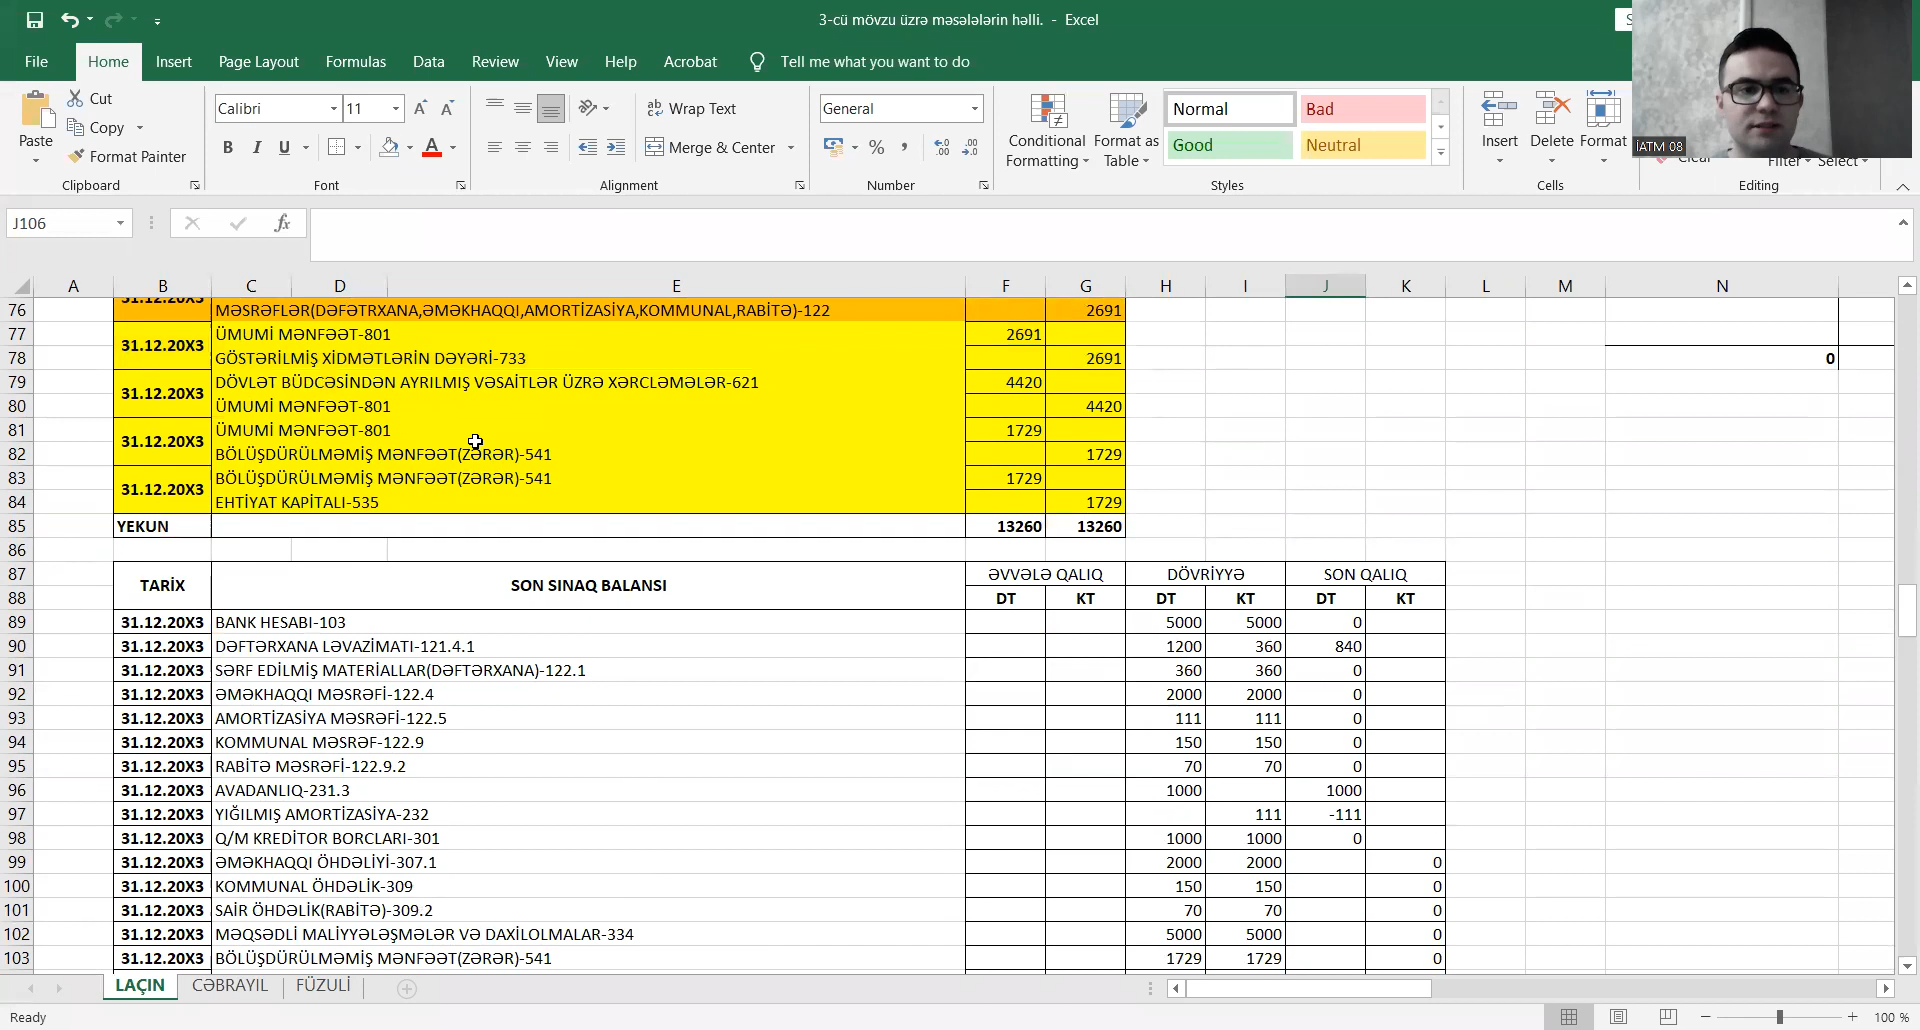 3-cü mövzu üzrə məsələlərin həlli. - Excel
File Home Insert Page Layout Formulas Data Review View Help Acrobat Tell me what you want to do
Cut
Copy
Format Painter
Paste
Clipboard
Calibri 11
B I U
Font
Wrap Text
Merge & Center
Alignment
General
Number
Conditional Formatting
Format as Table
Normal Bad
Good Neutral
Styles
Insert Delete Format
Cells
Clear
Filter Select
Editing
İATM 08
J106
fx
A B C D E F G H I J K L M N
76 31.12.20X3 MƏSRƏFLƏR(DƏFƏTRXANA,ƏMƏKHAQQI,AMORTİZASİYA,KOMMUNAL,RABİTƏ)-122 2691
77 31.12.20X3 ÜMUMİ MƏNFƏƏT-801 2691
78 GÖSTƏRİLMİŞ XİDMƏTLƏRİN DƏYƏRİ-733 2691 0
79 31.12.20X3 DÖVLƏT BÜDCƏSİNDƏN AYRILMIŞ VƏSAİTLƏR ÜZRƏ XƏRCLƏMƏLƏR-621 4420
80 ÜMUMİ MƏNFƏƏT-801 4420
81 31.12.20X3 ÜMUMİ MƏNFƏƏT-801 1729
82 BÖLÜŞDÜRÜLMƏMİŞ MƏNFƏƏT(ZƏRƏR)-541 1729
83 31.12.20X3 BÖLÜŞDÜRÜLMƏMİŞ MƏNFƏƏT(ZƏRƏR)-541 1729
84 EHTİYAT KAPİTALI-535 1729
85 YEKUN 13260 13260
86
87 TARİX SON SINAQ BALANSI ƏVVƏLƏ QALIQ DÖVRİYYƏ SON QALIQ
88 DT KT DT KT DT KT
89 31.12.20X3 BANK HESABI-103 5000 5000 0
90 31.12.20X3 DƏFTƏRXANA LƏVAZİMATI-121.4.1 1200 360 840
91 31.12.20X3 SƏRF EDİLMİŞ MATERİALLAR(DƏFTƏRXANA)-122.1 360 360 0
92 31.12.20X3 ƏMƏKHAQQI MƏSRƏFİ-122.4 2000 2000 0
93 31.12.20X3 AMORTİZASİYA MƏSRƏFİ-122.5 111 111 0
94 31.12.20X3 KOMMUNAL MƏSRƏF-122.9 150 150 0
95 31.12.20X3 RABİTƏ MƏSRƏFİ-122.9.2 70 70 0
96 31.12.20X3 AVADANLIQ-231.3 1000 1000
97 31.12.20X3 YIĞILMIŞ AMORTİZASİYA-232 111 -111
98 31.12.20X3 Q/M KREDİTOR BORCLARI-301 1000 1000 0
99 31.12.20X3 ƏMƏKHAQQI ÖHDƏLİYİ-307.1 2000 2000 0
100 31.12.20X3 KOMMUNAL ÖHDƏLİK-309 150 150 0
101 31.12.20X3 SAİR ÖHDƏLİK(RABİTƏ)-309.2 70 70 0
102 31.12.20X3 MƏQSƏDLİ MALİYYƏLƏŞMƏLƏR VƏ DAXİLOLMALAR-334 5000 5000 0
103 31.12.20X3 BÖLÜŞDÜRÜLMƏMİŞ MƏNFƏƏT(ZƏRƏR)-541 1729 1729 0
LAÇIN CƏBRAYIL FÜZULİ
Ready 100 %